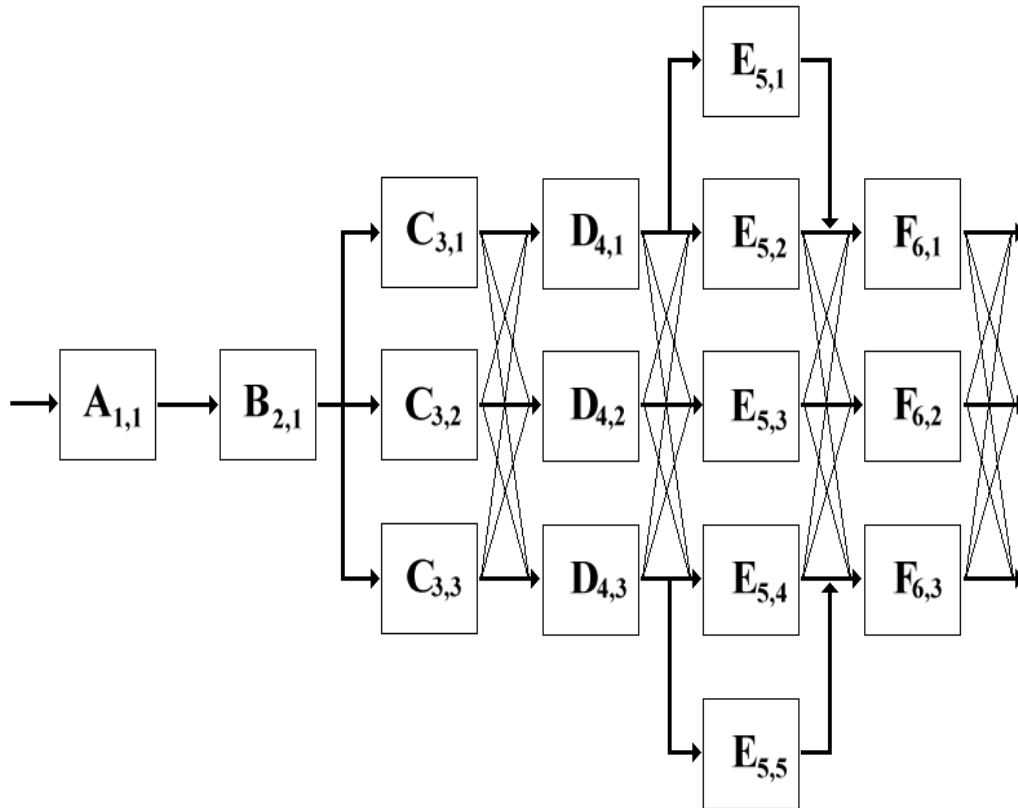 E5,1
C3,1 D4,1 E5,2 F6,1
A1,1 B2,1 C3,2 D4,2 E5,3 F6,2
C3,3 D4,3 E5,4 F6,3
E5,5